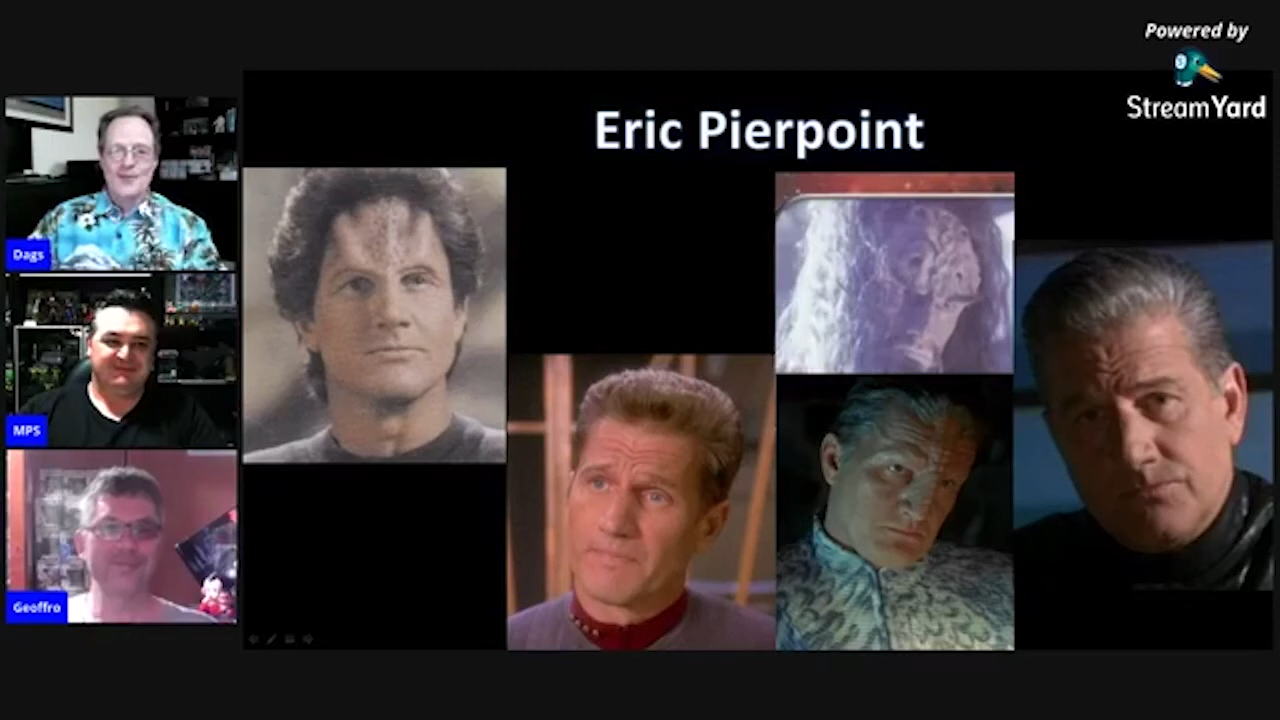 Powered by
StreamYard
Eric Pierpoint
Dags
MPS
Geoffro